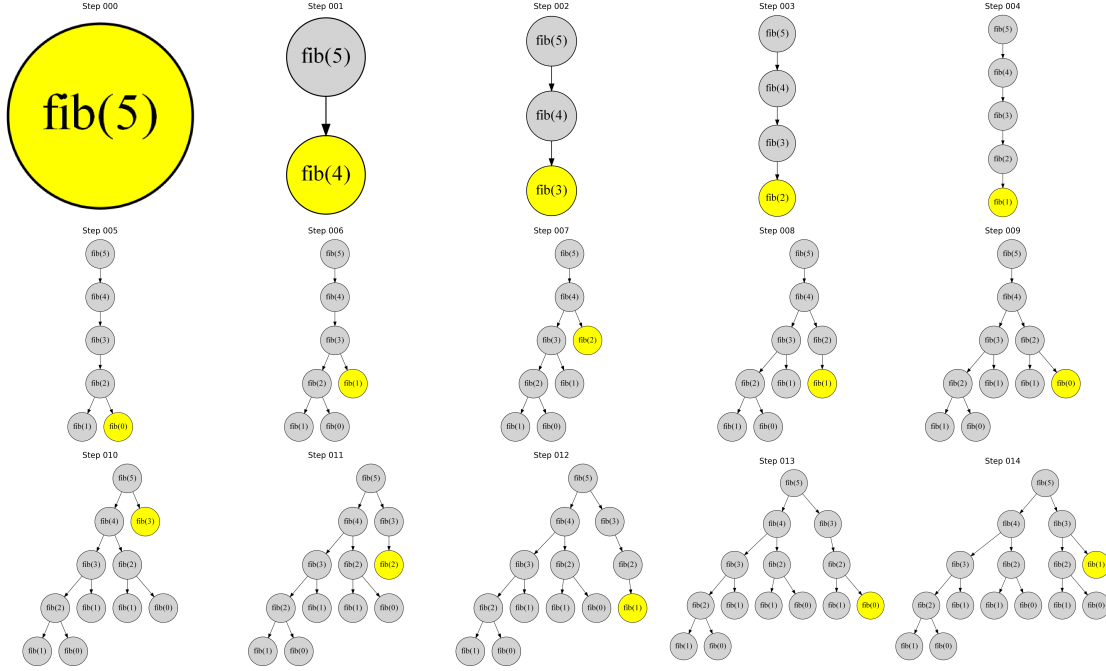 Step 000
fib(5)
Step 001
fib(5)
fib(4)
Step 002
fib(5)
fib(4)
fib(3)
Step 003
fib(5)
fib(4)
fib(3)
fib(2)
Step 004
fib(5)
fib(4)
fib(3)
fib(2)
fib(1)
Step 005
fib(5)
fib(4)
fib(3)
fib(2)
fib(1) fib(0)
Step 006
fib(5)
fib(4)
fib(3)
fib(2) fib(1)
fib(1) fib(0)
Step 007
fib(5)
fib(4)
fib(3) fib(2)
fib(2) fib(1)
fib(1) fib(0)
Step 008
fib(5)
fib(4)
fib(3) fib(2)
fib(2) fib(1) fib(1)
fib(1) fib(0)
Step 009
fib(5)
fib(4)
fib(3) fib(2)
fib(2) fib(1) fib(1) fib(0)
fib(1) fib(0)
Step 010
fib(5)
fib(4) fib(3)
fib(3) fib(2)
fib(2) fib(1) fib(1) fib(0)
fib(1) fib(0)
Step 011
fib(5)
fib(4) fib(3)
fib(3) fib(2) fib(2)
fib(2) fib(1) fib(1) fib(0)
fib(1) fib(0)
Step 012
fib(5)
fib(4) fib(3)
fib(3) fib(2) fib(2)
fib(2) fib(1) fib(1) fib(0) fib(1)
fib(1) fib(0)
Step 013
fib(5)
fib(4) fib(3)
fib(3) fib(2) fib(2)
fib(2) fib(1) fib(1) fib(0) fib(1) fib(0)
fib(1) fib(0)
Step 014
fib(5)
fib(4) fib(3)
fib(3) fib(2) fib(2) fib(1)
fib(2) fib(1) fib(1) fib(0) fib(1) fib(0)
fib(1) fib(0)